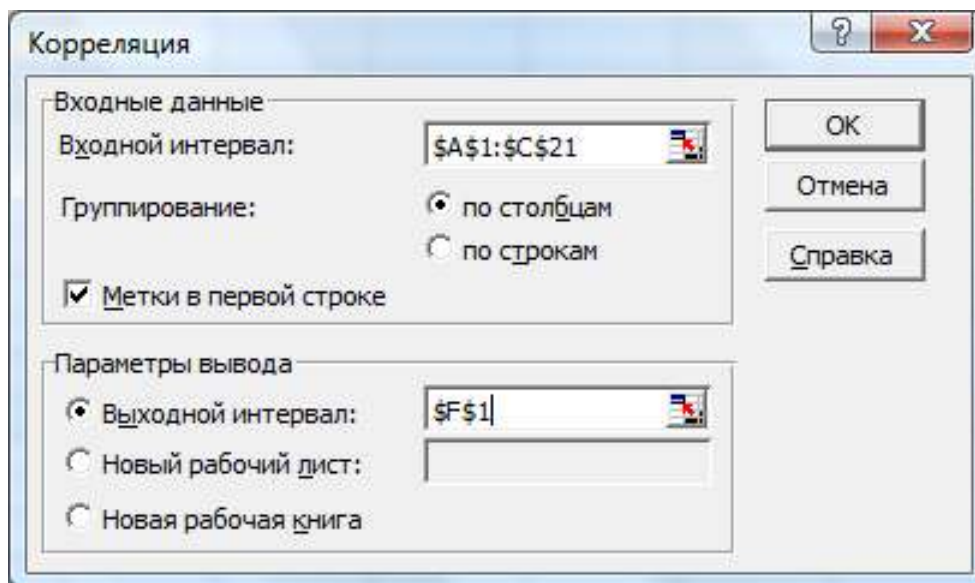 Корреляция
Входные данные
Входной интервал: $A$1:$C$21
Группирование: по столбцам
по строкам
Метки в первой строке
Параметры вывода
Выходной интервал: $F$1
Новый рабочий лист:
Новая рабочая книга
?
OK
Отмена
Справка